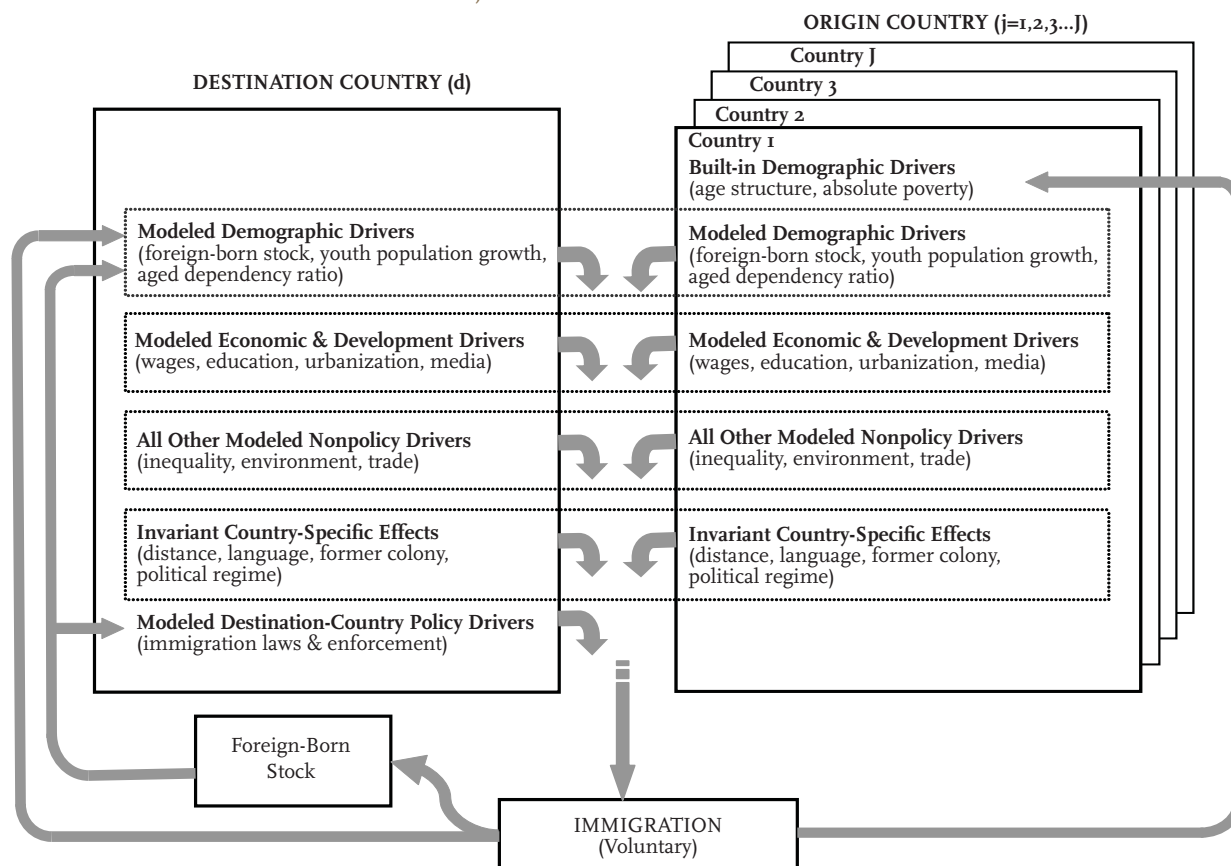 ORIGIN COUNTRY (j=1,2,3...J)
Country J
DESTINATION COUNTRY (d)
Country 3
Country 2
Country 1
Built-in Demographic Drivers
(age structure, absolute poverty)
Modeled Demographic Drivers
(foreign-born stock, youth population growth,
aged dependency ratio)
Modeled Demographic Drivers
(foreign-born stock, youth population growth,
aged dependency ratio)
Modeled Economic & Development Drivers
(wages, education, urbanization, media)
Modeled Economic & Development Drivers
(wages, education, urbanization, media)
All Other Modeled Nonpolicy Drivers
(inequality, environment, trade)
All Other Modeled Nonpolicy Drivers
(inequality, environment, trade)
Invariant Country-Specific Effects
(distance, language, former colony,
political regime)
Invariant Country-Specific Effects
(distance, language, former colony,
political regime)
Modeled Destination-Country Policy Drivers
(immigration laws & enforcement)
Foreign-Born
Stock
IMMIGRATION
(Voluntary)